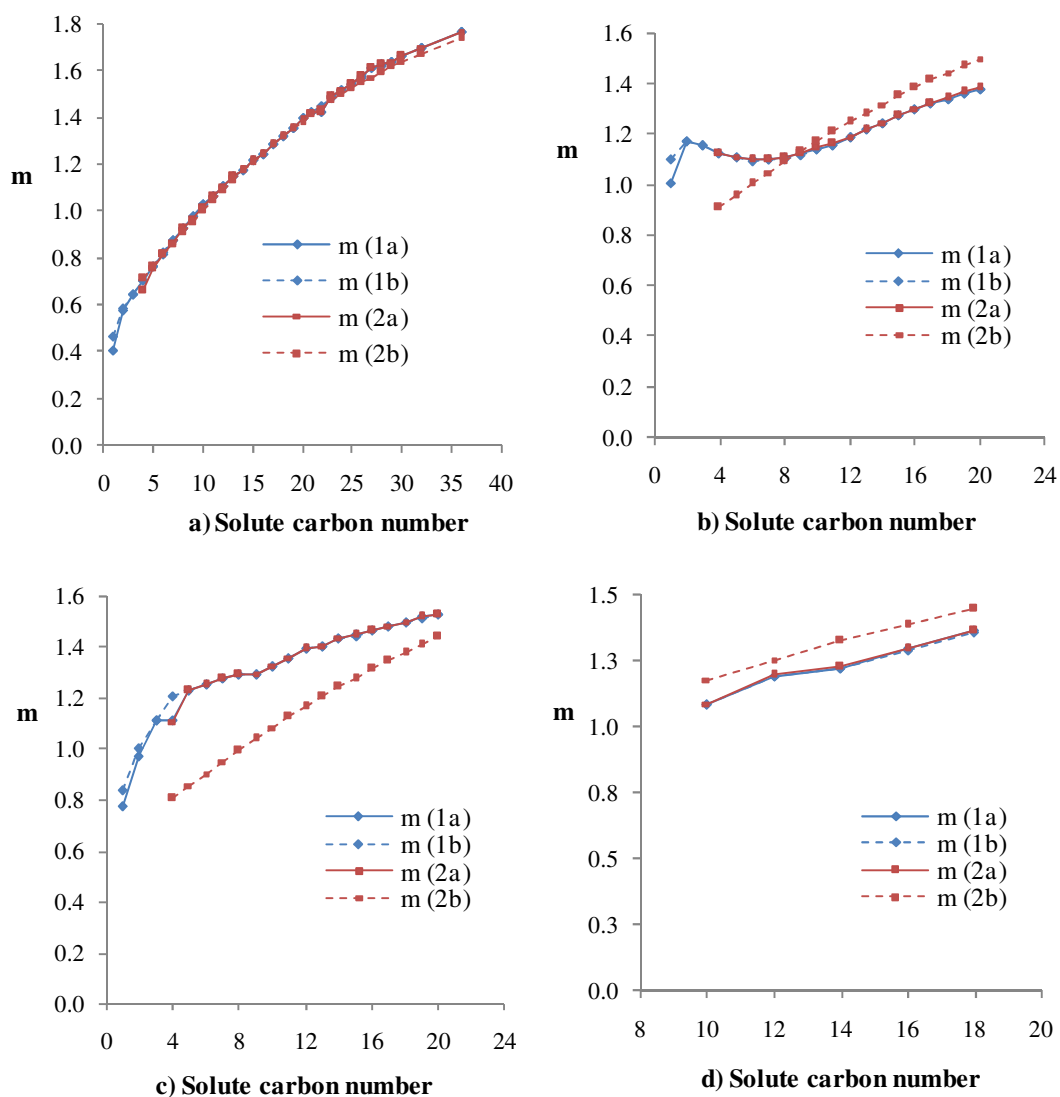 1.8
1.6
1.4
1.2
m
1.0
0.8
0.6
0.4
0.2
0.0
0 5 10 15 20 25 30 35 40
m (1a)
m (1b)
m (2a)
m (2b)
a) Solute carbon number
1.6
1.4
1.2
m
1.0
0.8
0.6
0.4
0.2
0.0
0 4 8 12 16 20 24
m (1a)
m (1b)
m (2a)
m (2b)
b) Solute carbon number
1.6
1.4
1.2
m
1.0
0.8
0.6
0.4
0.2
0.0
0 4 8 12 16 20 24
m (1a)
m (1b)
m (2a)
m (2b)
c) Solute carbon number
1.5
1.3
m
1.0
0.8
0.5
0.3
0.0
8 10 12 14 16 18 20
m (1a)
m (1b)
m (2a)
m (2b)
d) Solute carbon number